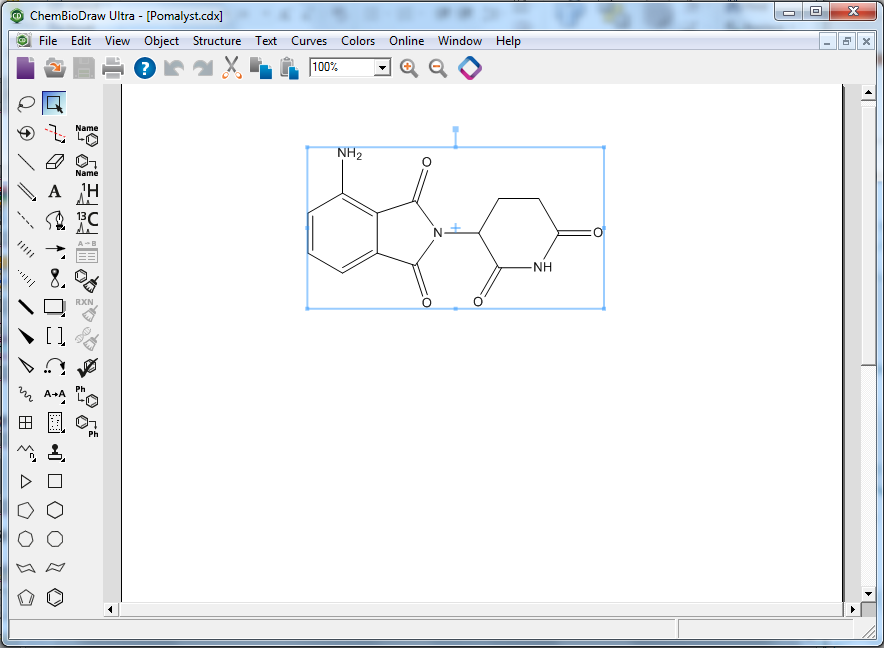 ChemBioDraw Ultra - [Pomalyst.cdx]
File Edit View Object Structure Text Curves Colors Online Window Help
? 100%
Name
Name
A 1H
13C
A→B
RXN
[ ]
A→A Ph
Ph
n
NH2
O
N O
NH
O O